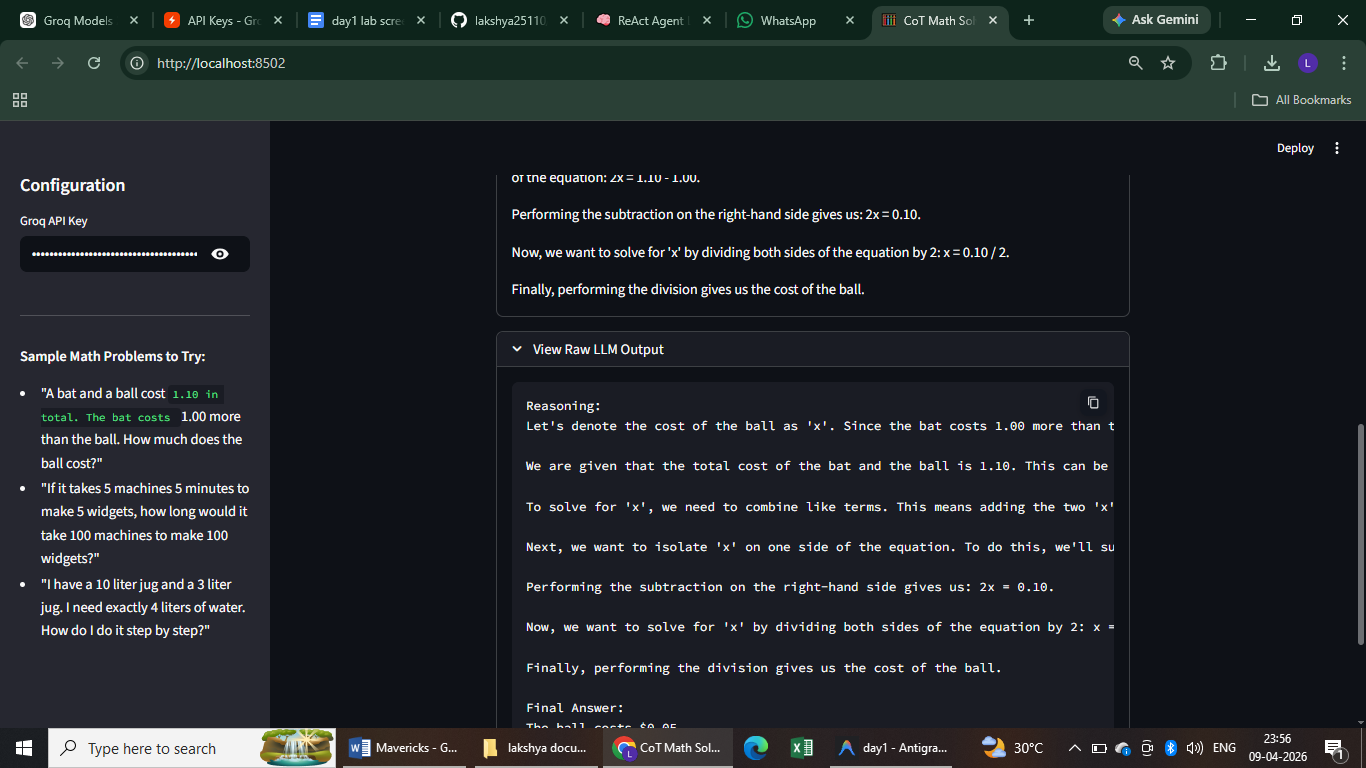 Groq Models
API Keys - Gro
day1 lab scre
lakshya25110
ReAct Agent
WhatsApp
CoT Math Sol
Ask Gemini
http://localhost:8502
All Bookmarks
Deploy
Configuration
Groq API Key
Sample Math Problems to Try:
"A bat and a ball cost 1.10 in
total. The bat costs 1.00 more
than the ball. How much does the
ball cost?"
"If it takes 5 machines 5 minutes to
make 5 widgets, how long would it
take 100 machines to make 100
widgets?"
"I have a 10 liter jug and a 3 liter
jug. I need exactly 4 liters of water.
How do I do it step by step?"
of the equation: 2x = 1.10 - 1.00.
Performing the subtraction on the right-hand side gives us: 2x = 0.10.
Now, we want to solve for 'x' by dividing both sides of the equation by 2: x = 0.10 / 2.
Finally, performing the division gives us the cost of the ball.
View Raw LLM Output
Reasoning:
Let's denote the cost of the ball as 'x'. Since the bat costs 1.00 more than t
We are given that the total cost of the bat and the ball is 1.10. This can be
To solve for 'x', we need to combine like terms. This means adding the two 'x'
Next, we want to isolate 'x' on one side of the equation. To do this, we'll su
Performing the subtraction on the right-hand side gives us: 2x = 0.10.
Now, we want to solve for 'x' by dividing both sides of the equation by 2: x =
Finally, performing the division gives us the cost of the ball.
Final Answer:
The ball costs $0.05
Type here to search
Mavericks - G...
lakshya docu...
CoT Math Sol...
day1 - Antigra...
30°C
ENG
23:56
09-04-2026
1